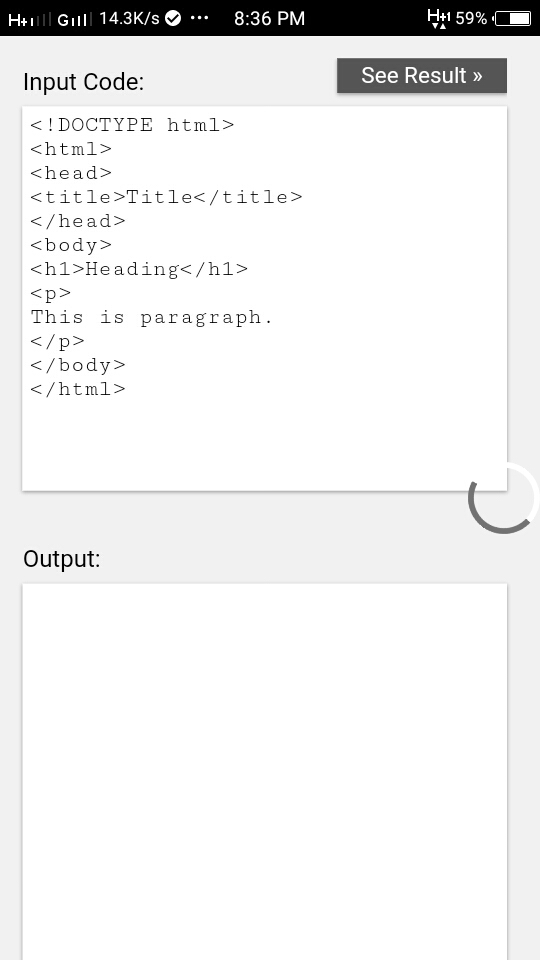 14.3K/s ··· 8:36 PM 59%
Input Code:
See Result »
<!DOCTYPE html>
<html>
<head>
<title>Title</title>
</head>
<body>
<h1>Heading</h1>
<p>
This is paragraph.
</p>
</body>
</html>
Output: